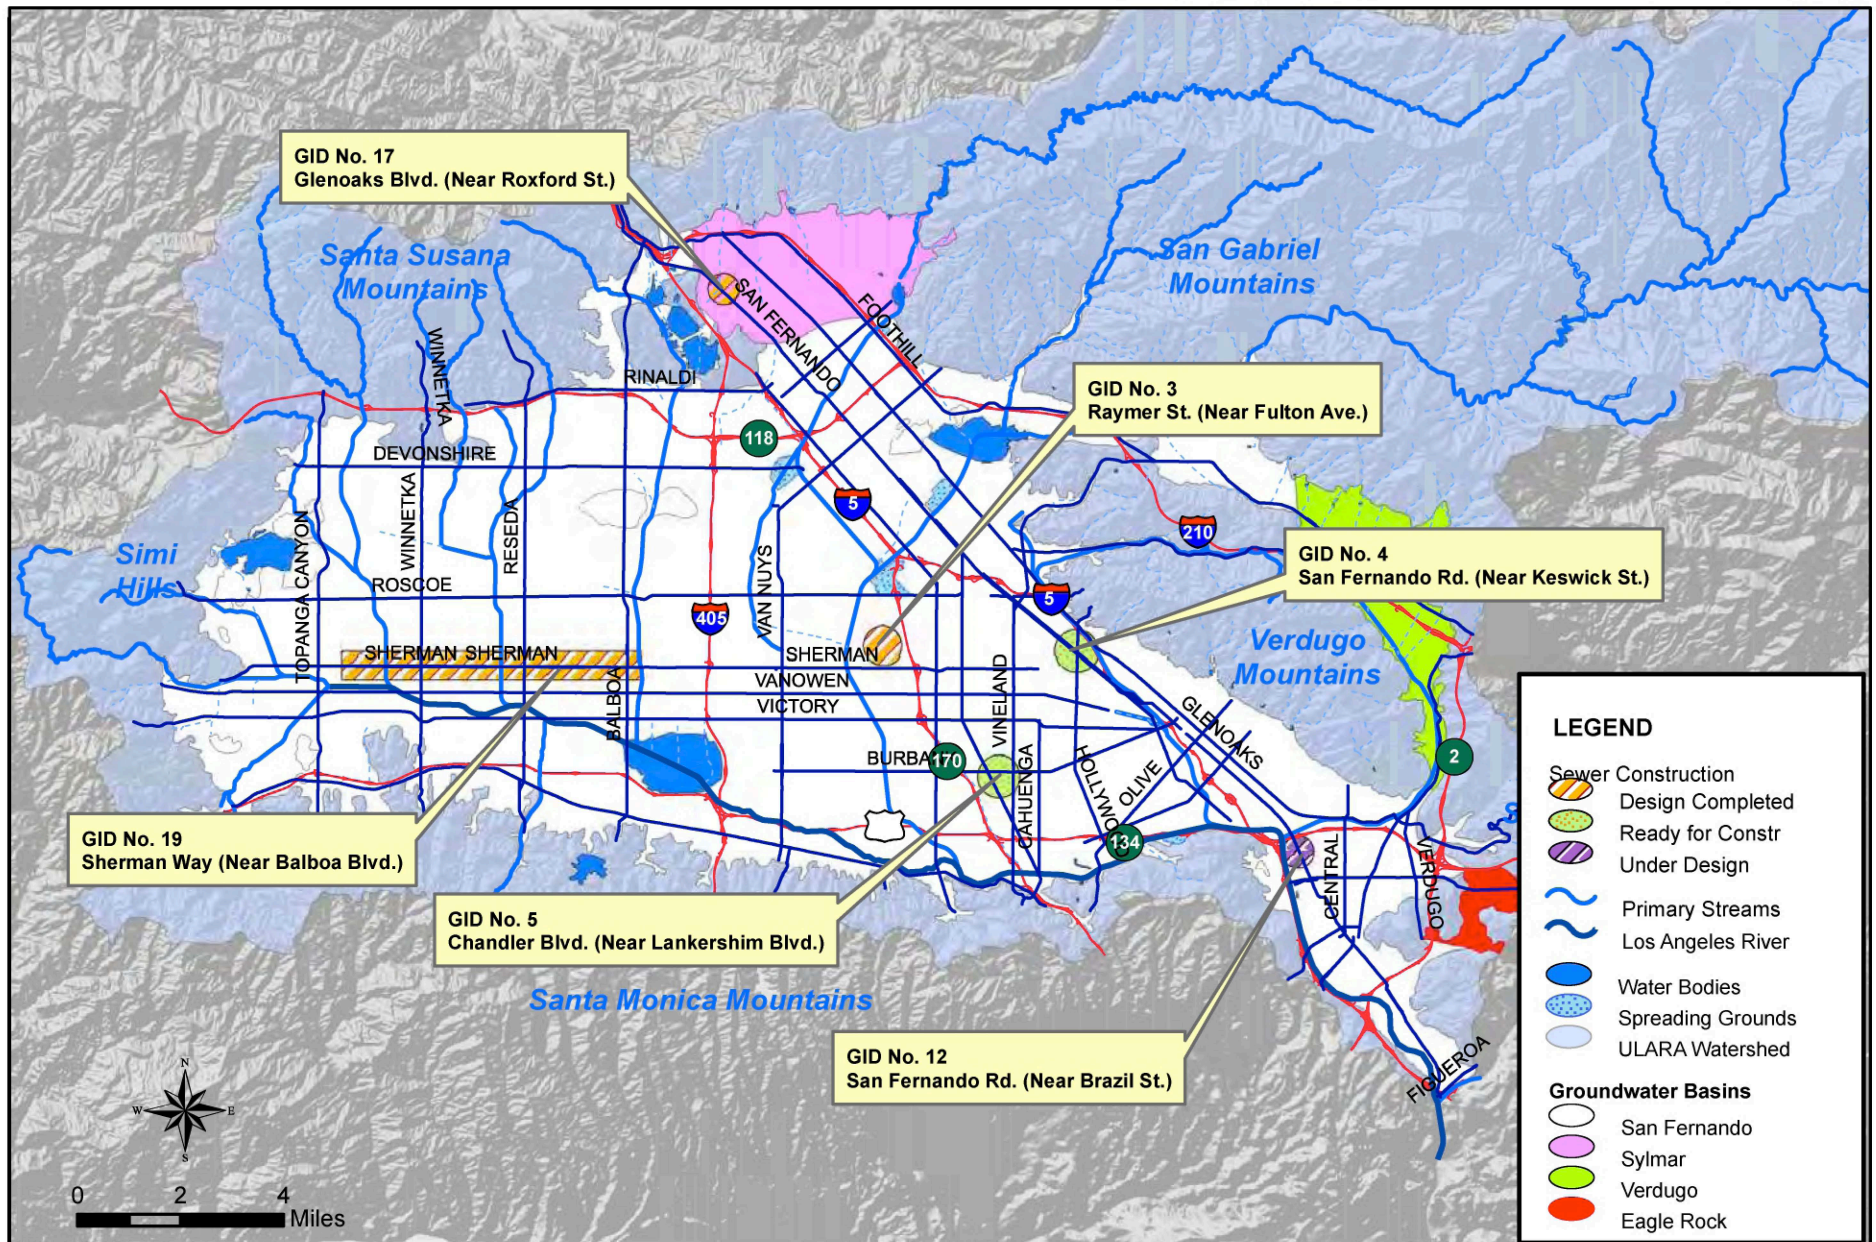 GID No. 17
Glenoaks Blvd. (Near Roxford St.)
Santa Susana
Mountains
San Gabriel
Mountains
SAN FERNANDO
FOOTHILL
WINNETKA
RINALDI
GID No. 3
Raymer St. (Near Fulton Ave.)
118
DEVONSHIRE
5
WINNETKA
RESEDA
TOPANGA CANYON
210
Simi
Hills
ROSCOE
VAN NUYS
GID No. 4
San Fernando Rd. (Near Keswick St.)
405
5
SHERMAN SHERMAN
SHERMAN
Verdugo
Mountains
VANOWEN
VICTORY
BALBOA
VINELAND
GLENOAKS
BURBA
170
CAHUENGA
HOLLYWO
OLIVE
2
134
GID No. 19
Sherman Way (Near Balboa Blvd.)
CENTRAL
VERDUGO
GID No. 5
Chandler Blvd. (Near Lankershim Blvd.)
Santa Monica Mountains
GID No. 12
San Fernando Rd. (Near Brazil St.)
FIGUEROA
N
W
E
S
0 2 4
Miles
LEGEND
Sewer Construction
Design Completed
Ready for Constr
Under Design
Primary Streams
Los Angeles River
Water Bodies
Spreading Grounds
ULARA Watershed
Groundwater Basins
San Fernando
Sylmar
Verdugo
Eagle Rock